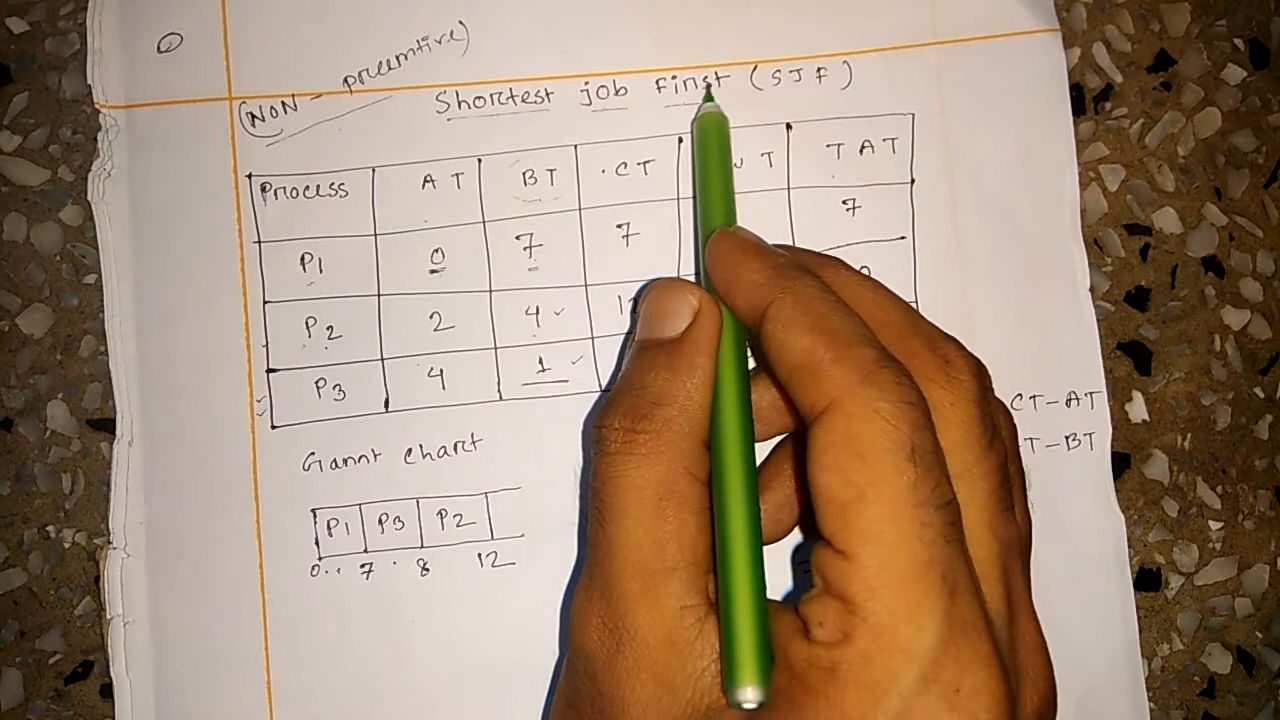 (NON - preemtive)
Shortest job First (SJF)
Process AT BT .CT T TAT
P1 0 7 7 7
P2 2 4
P3 4 1
CT-AT
T-BT
Gannt chart
P1 P3 P2
0 7 8 12